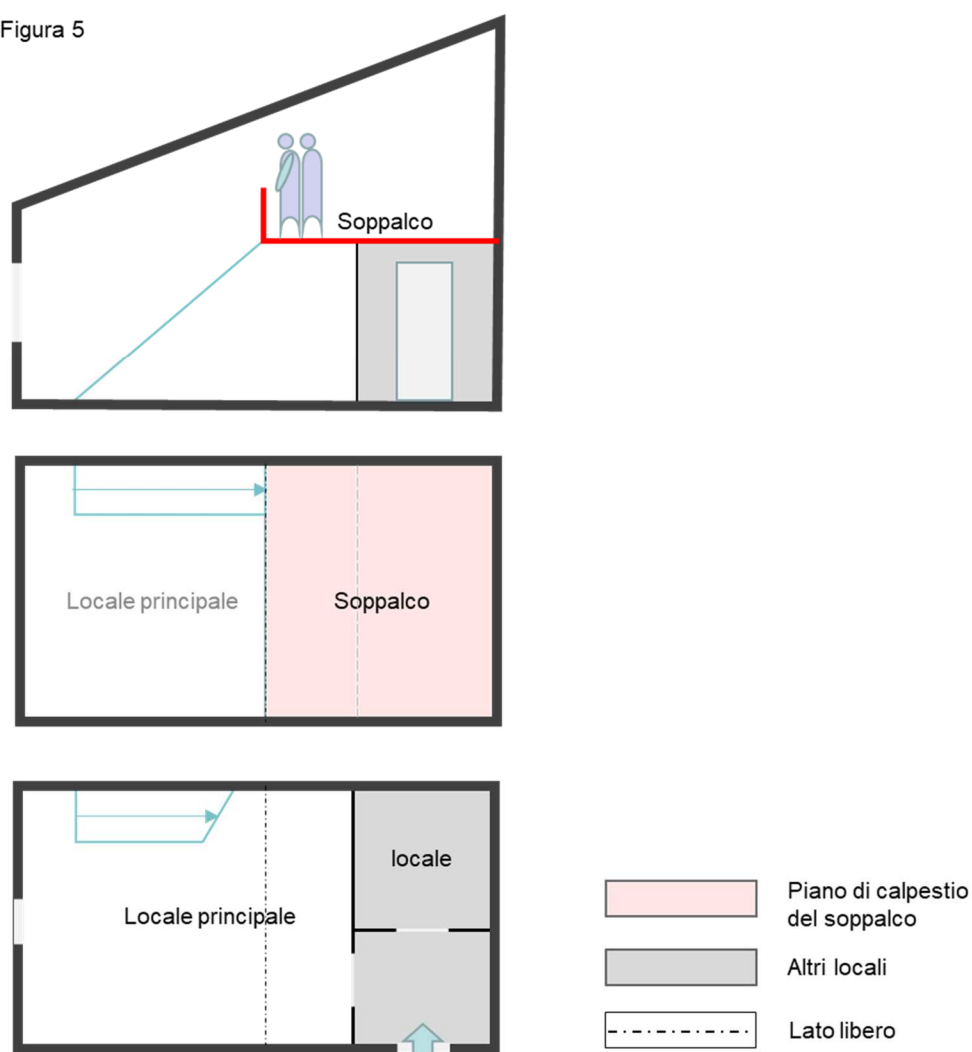 Figura 5
Soppalco
Locale principale
Soppalco
locale
Locale principale
Piano di calpestio
del soppalco
Altri locali
Lato libero